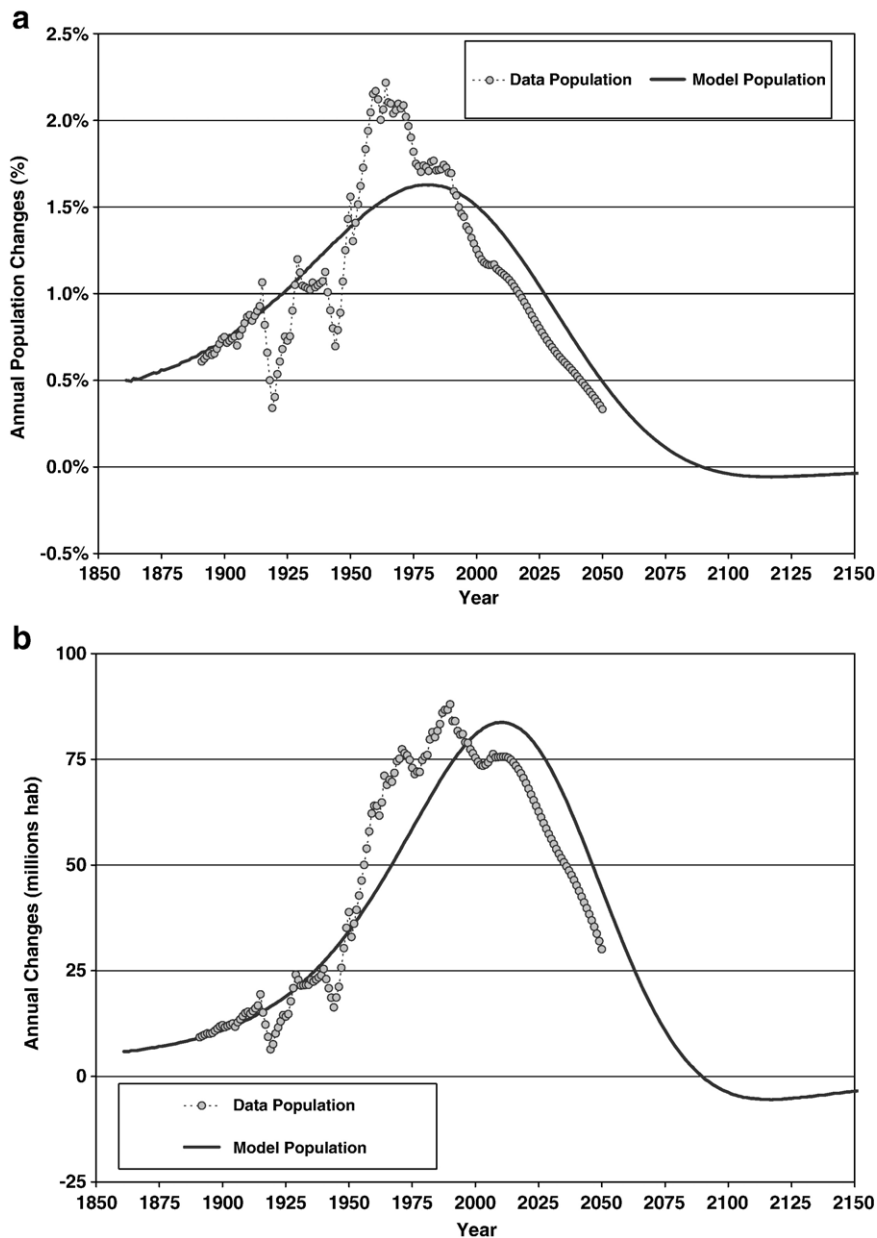 a
2.5%
Data Population Model Population
2.0%
1.5%
1.0%
0.5%
0.0%
-0.5%
Annual Population Changes (%)
1850 1875 1900 1925 1950 1975 2000 2025 2050 2075 2100 2125 2150
Year
b
100
75
50
25
0
-25
Annual Changes (millions hab)
Data Population
Model Population
1850 1875 1900 1925 1950 1975 2000 2025 2050 2075 2100 2125 2150
Year